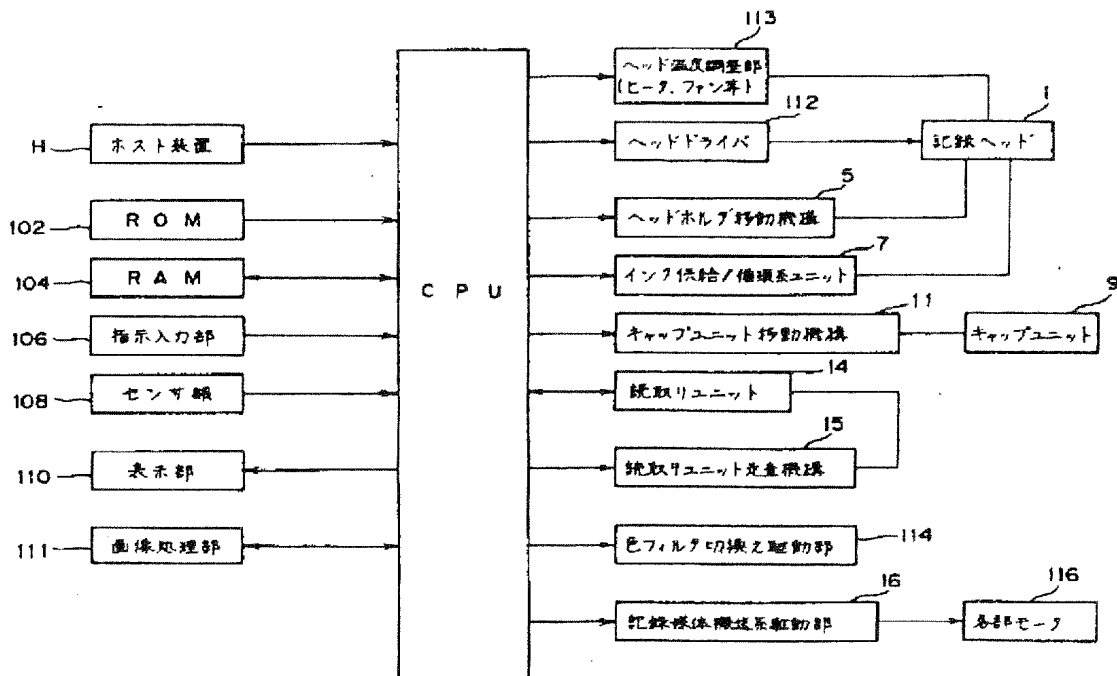 113
ヘッド温度調整部
(ヒータ、ファン等)
1
112
H
ホスト装置
ヘッドドライバ
記録ヘッド
5
102
ROM
ヘッドホルダ移動機構
7
104
RAM
インク供給/循環系ユニット
CPU
11
9
106
指示入力部
キャップユニット移動機構
キャップユニット
14
108
センサ群
読取りユニット
15
110
表示部
読取りユニット走査機構
111
画像処理部
色フィルタ切換え駆動部
114
16
116
記録媒体搬送系駆動部
各部モータ